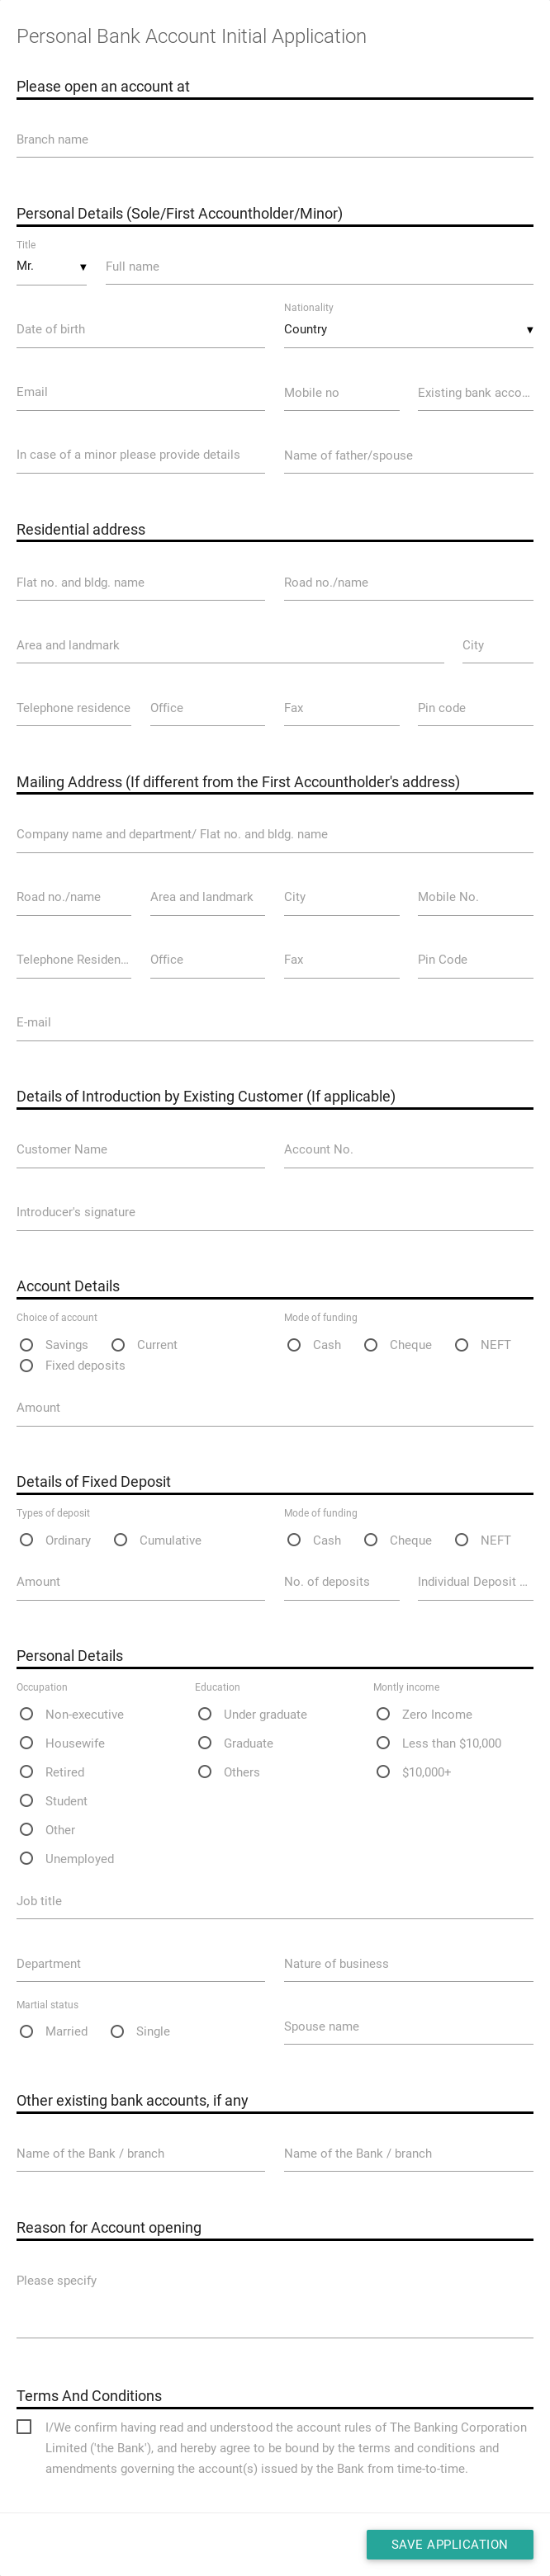 Personal Bank Account Initial Application
Please open an account at
Branch name
Personal Details (Sole/First Accountholder/Minor)
Title
Mr. ▼ Full name
Nationality
Date of birth Country ▼
Email Mobile no Existing bank acco...
In case of a minor please provide details Name of father/spouse
Residential address
Flat no. and bldg. name Road no./name
Area and landmark City
Telephone residence Office Fax Pin code
Mailing Address (If different from the First Accountholder's address)
Company name and department/ Flat no. and bldg. name
Road no./name Area and landmark City Mobile No.
Telephone Residen... Office Fax Pin Code
E-mail
Details of Introduction by Existing Customer (If applicable)
Customer Name Account No.
Introducer's signature
Account Details
Choice of account Mode of funding
Savings Current Cash Cheque NEFT
Fixed deposits
Amount
Details of Fixed Deposit
Types of deposit Mode of funding
Ordinary Cumulative Cash Cheque NEFT
Amount No. of deposits Individual Deposit ...
Personal Details
Occupation Education Montly income
Non-executive Under graduate Zero Income
Housewife Graduate Less than $10,000
Retired Others $10,000+
Student
Other
Unemployed
Job title
Department Nature of business
Martial status
Married Single Spouse name
Other existing bank accounts, if any
Name of the Bank / branch Name of the Bank / branch
Reason for Account opening
Please specify
Terms And Conditions
I/We confirm having read and understood the account rules of The Banking Corporation
Limited ('the Bank'), and hereby agree to be bound by the terms and conditions and
amendments governing the account(s) issued by the Bank from time-to-time.
SAVE APPLICATION